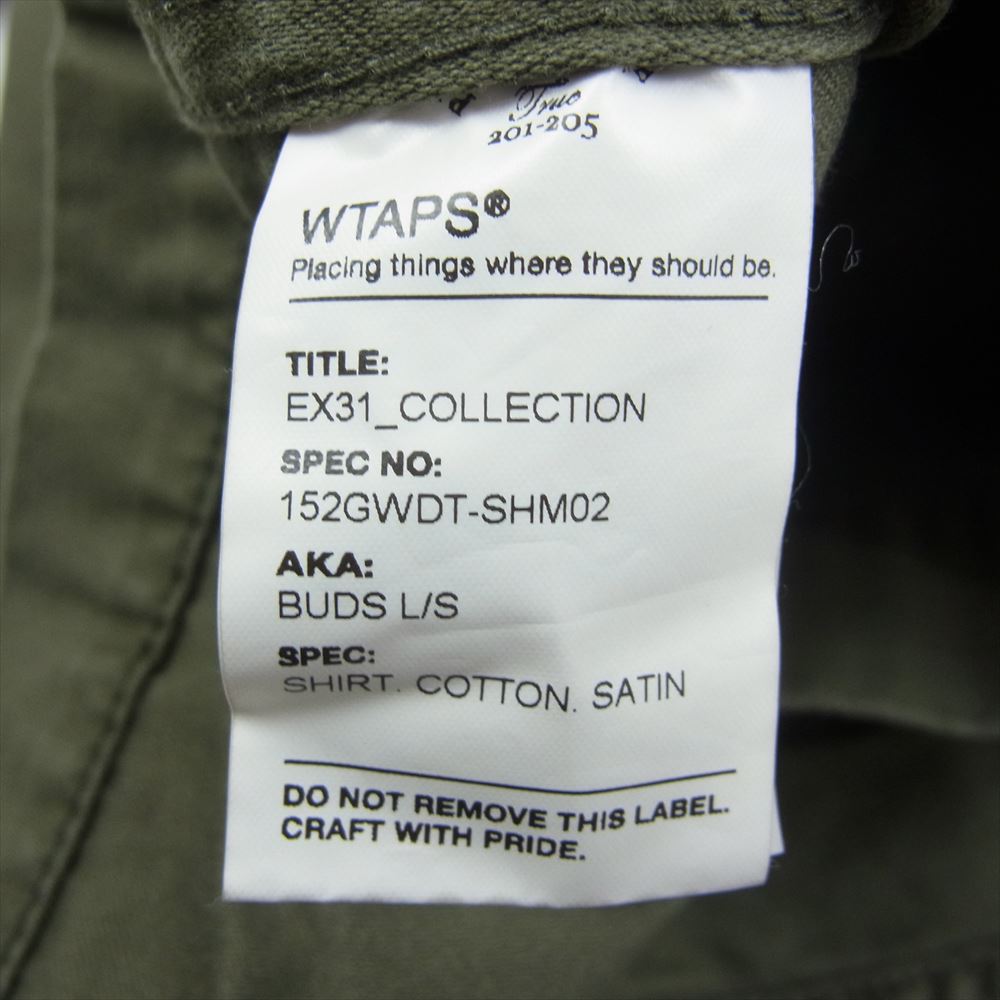 True
201-205
WTAPS®
Placing things where they should be.
TITLE:
EX31_COLLECTION
SPEC NO:
152GWDT-SHM02
AKA:
BUDS L/S
SPEC:
SHIRT. COTTON. SATIN
DO NOT REMOVE THIS LABEL.
CRAFT WITH PRIDE.